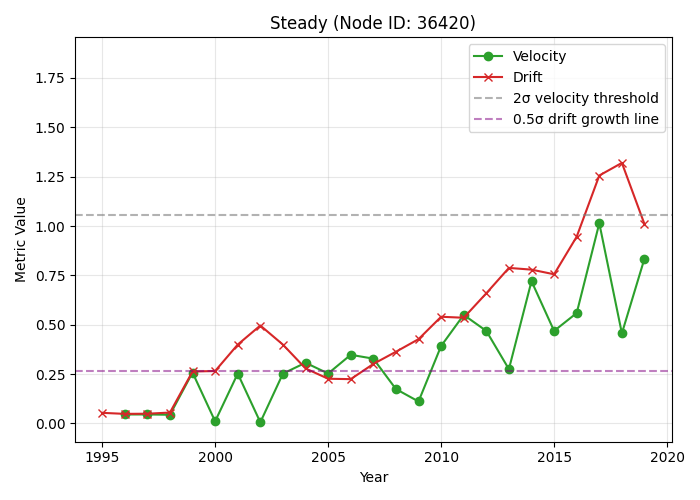 Steady (Node ID: 36420)
Velocity
Drift
2σ velocity threshold
0.5σ drift growth line
Metric Value
1.75
1.50
1.25
1.00
0.75
0.50
0.25
0.00
1995
2000
2005
2010
2015
2020
Year